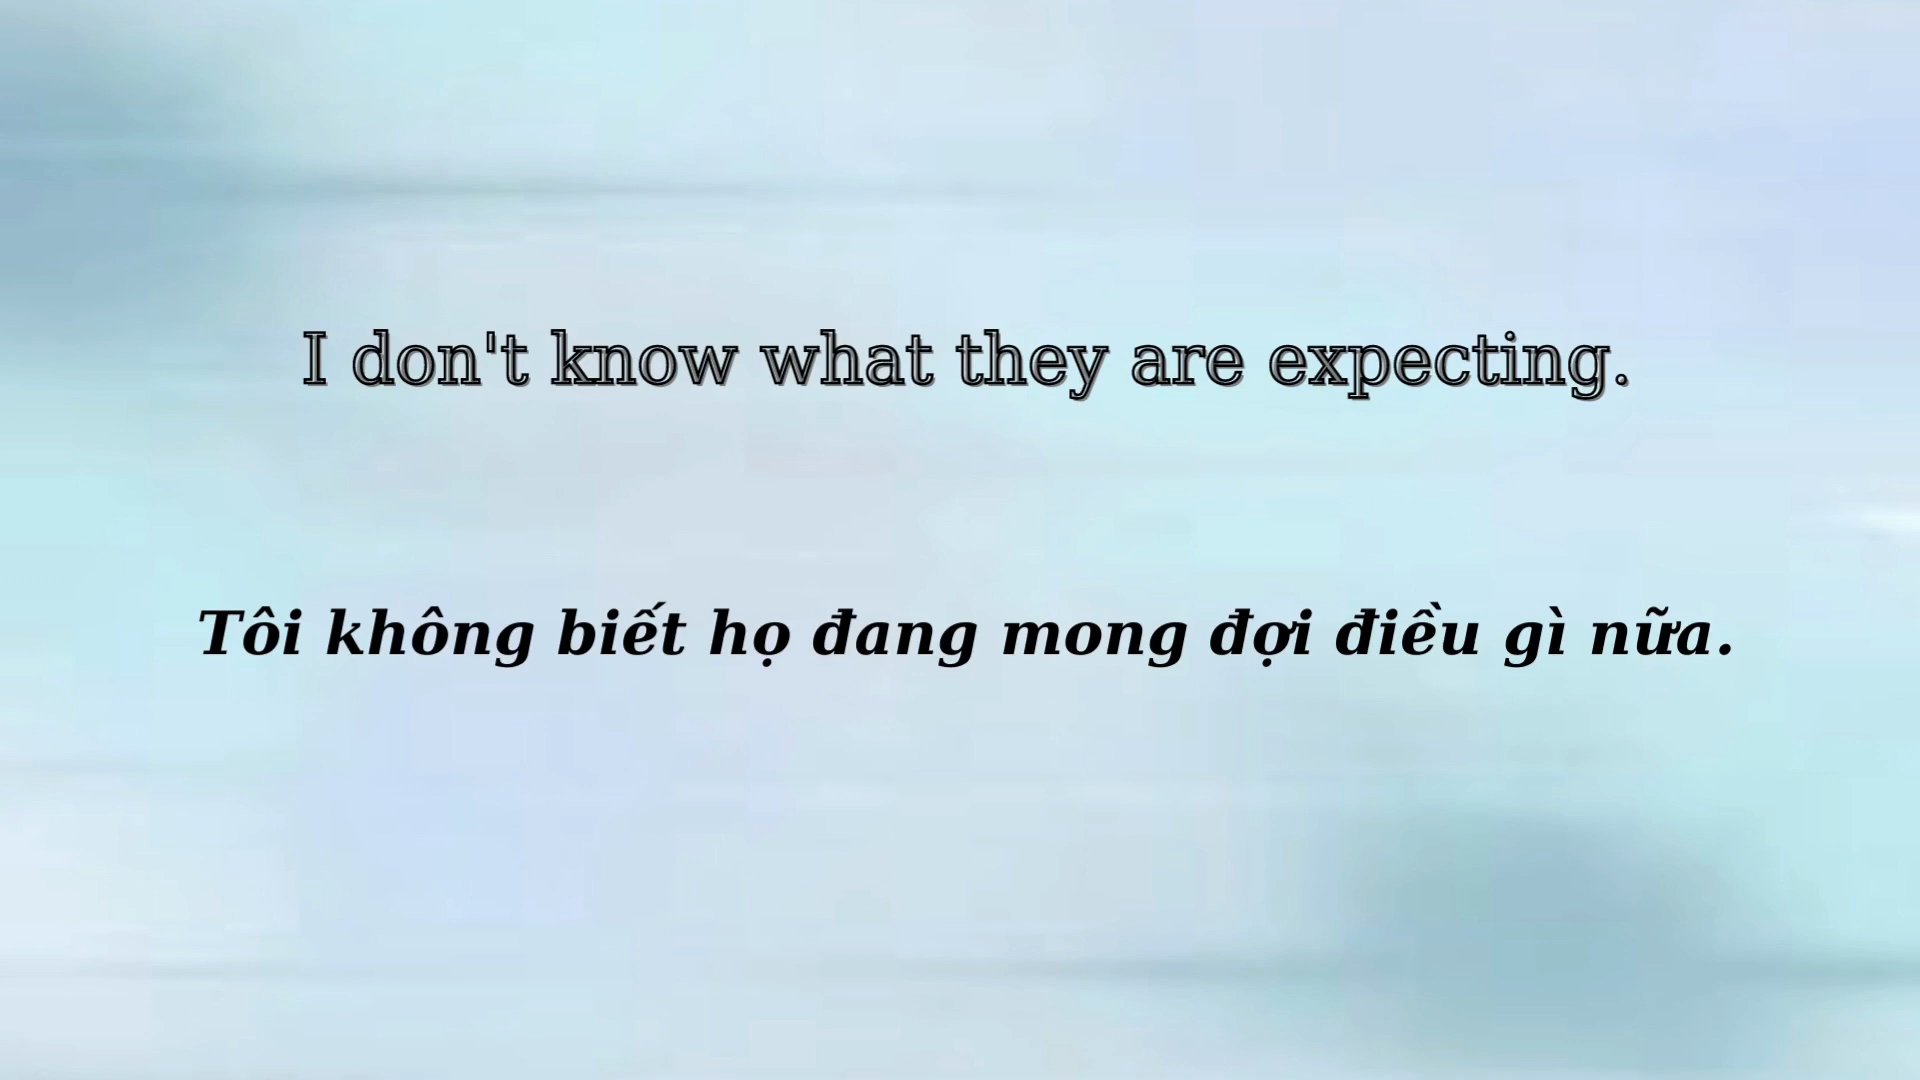 I don't know what they are expecting.
Tôi không biết họ đang mong đợi điều gì nữa.